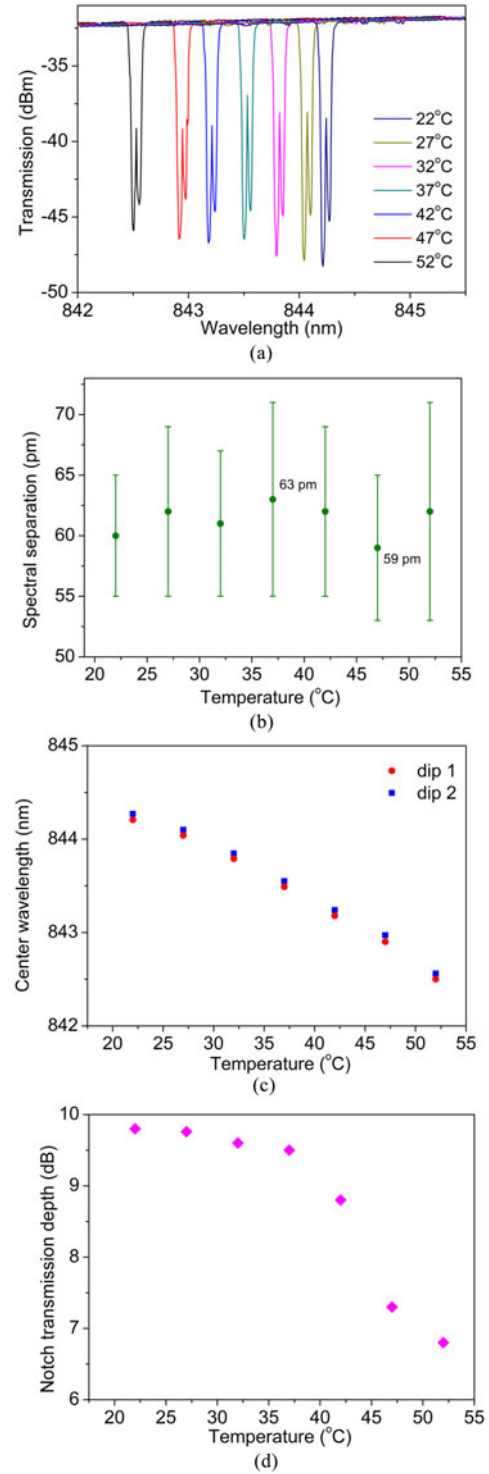 -35
-40
-45
-50
Transmission (dBm)
22°C
27°C
32°C
37°C
42°C
47°C
52°C
842
843
844
845
Wavelength (nm)
(a)
70
65
60
55
50
Spectral separation (pm)
63 pm
59 pm
20
25
30
35
40
45
50
55
Temperature (°C)
(b)
845
844
843
842
Center wavelength (nm)
dip 1
dip 2
20
25
30
35
40
45
50
55
Temperature (°C)
(c)
10
9
8
7
6
Notch transmission depth (dB)
20
25
30
35
40
45
50
55
Temperature (°C)
(d)